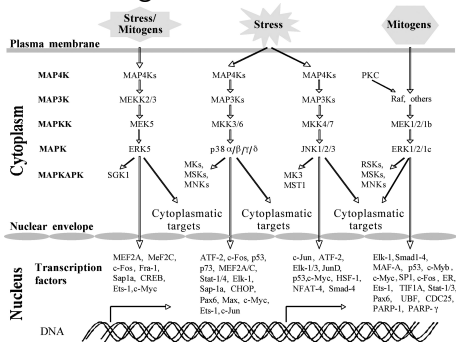 Stress/
Mitogens
Stress
Mitogens
Plasma membrane
MAP4K
MAP4Ks
MAP4Ks
MAP4Ks
PKC
MAP3K
MEKK2/3
MAP3Ks
MAP3Ks
Raf, others
MAPKK
MEK5
MKK3/6
MKK4/7
MEK1/2/1b
MAPK
ERK5
p38 α/β/γ/δ
JNK1/2/3
ERK1/2/1c
MAPKAPK
SGK1
MKs,
MSKs,
MNKs
MK3
MST1
RSKs,
MSKs,
MNKs
Cytoplasm
Cytoplasmatic
targets
Cytoplasmatic
targets
Nuclear envelope
Nucleus
Transcription
factors
MEF2A, MeF2C,
c-Fos, Fra-1,
Sap1a, CREB,
Ets-1,c-Myc
ATF-2, c-Fos, p53,
p73, MEF2A/C,
Stat-1/4, Elk-1,
Sap1a, CHOP,
Pax6, Max, c-Myc,
Ets-1,c-Jun
c-Jun, ATF-2,
Elk-1/3, JunD,
p53,c-Myc, HSF-1,
NFAT-4, Smad-4
Elk-1,Smad1-4,
MAF-A, p53, c-Myb,
c-Myc, SP1, c-Fos, ER,
Ets-1, TIF1A, Stat-1/3,
Pax6, UBF, CDC25,
PARP-1, PARP-γ
DNA